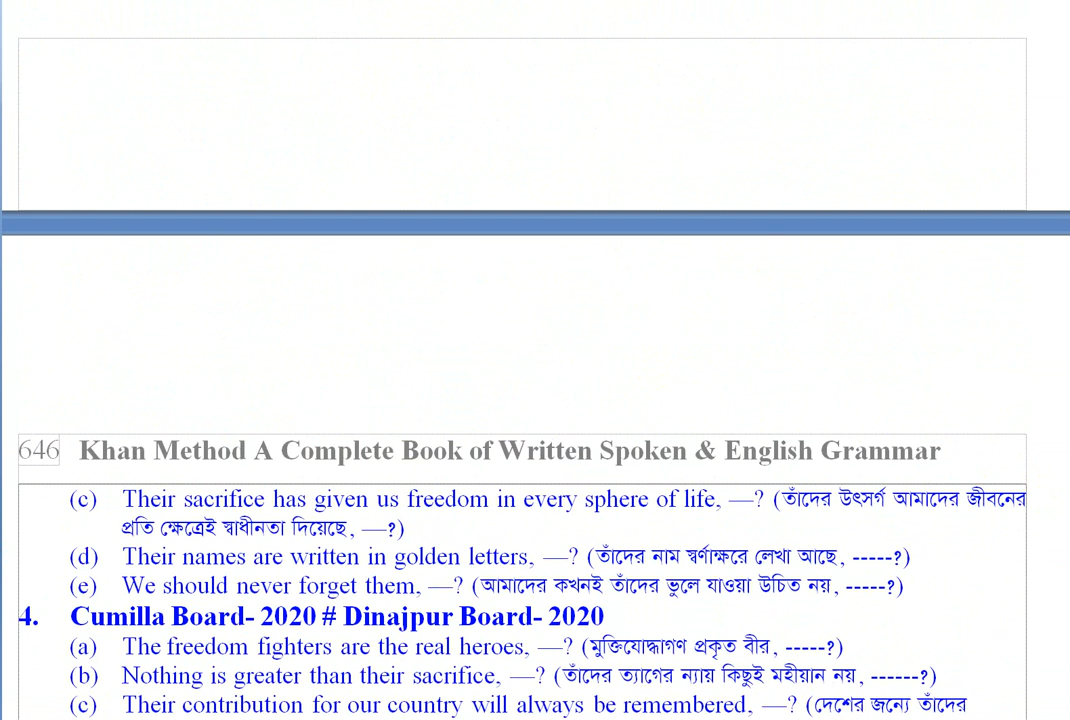 646 Khan Method A Complete Book of Written Spoken & English Grammar
(c) Their sacrifice has given us freedom in every sphere of life, —? (তাঁদের উৎসর্গ আমাদের জীবনের
প্রতি ক্ষেত্রেই স্বাধীনতা দিয়েছে, —?)
(d) Their names are written in golden letters, —? (তাঁদের নাম স্বর্ণাক্ষরে লেখা আছে, -----?)
(e) We should never forget them, —? (আমাদের কখনই তাঁদের ভুলে যাওয়া উচিত নয়, -----?)
4. Cumilla Board- 2020 # Dinajpur Board- 2020
(a) The freedom fighters are the real heroes, —? (মুক্তিযোদ্ধাগণ প্রকৃত বীর, -----?)
(b) Nothing is greater than their sacrifice, —? (তাঁদের ত্যাগের ন্যায় কিছুই মহীয়ান নয়, ------?)
(c) Their contribution for our country will always be remembered, —? (দেশের জন্যে তাঁদের